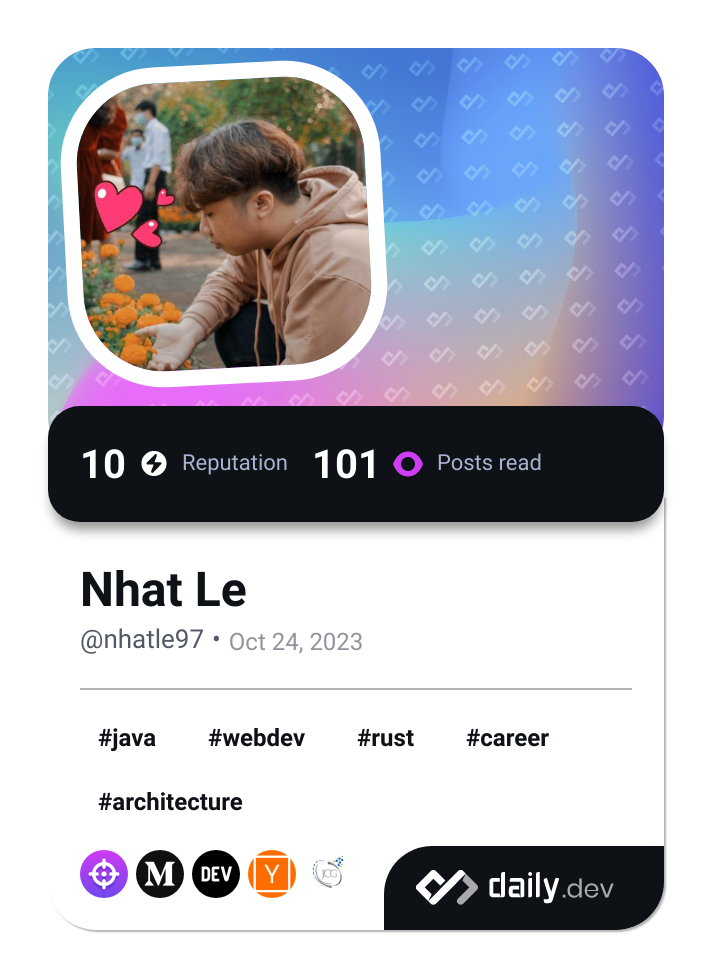 10 Reputation 101 Posts read
Nhat Le
@nhatle97 • Oct 24, 2023
#java #webdev #rust #career
#architecture
M DEV Y JCG
daily.dev